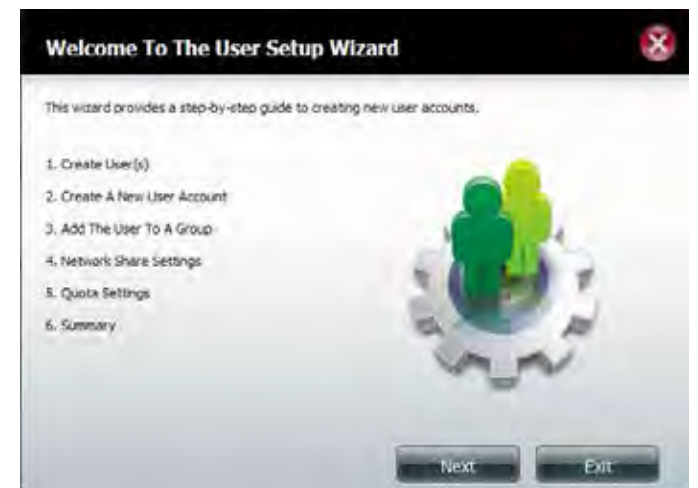 Welcome To The User Setup Wizard
This wizard provides a step-by-step guide to creating new user accounts.
1. Create User(s)
2. Create A New User Account
3. Add The User To A Group
4. Network Share Settings
5. Quota Settings
6. Summary
Next Exit